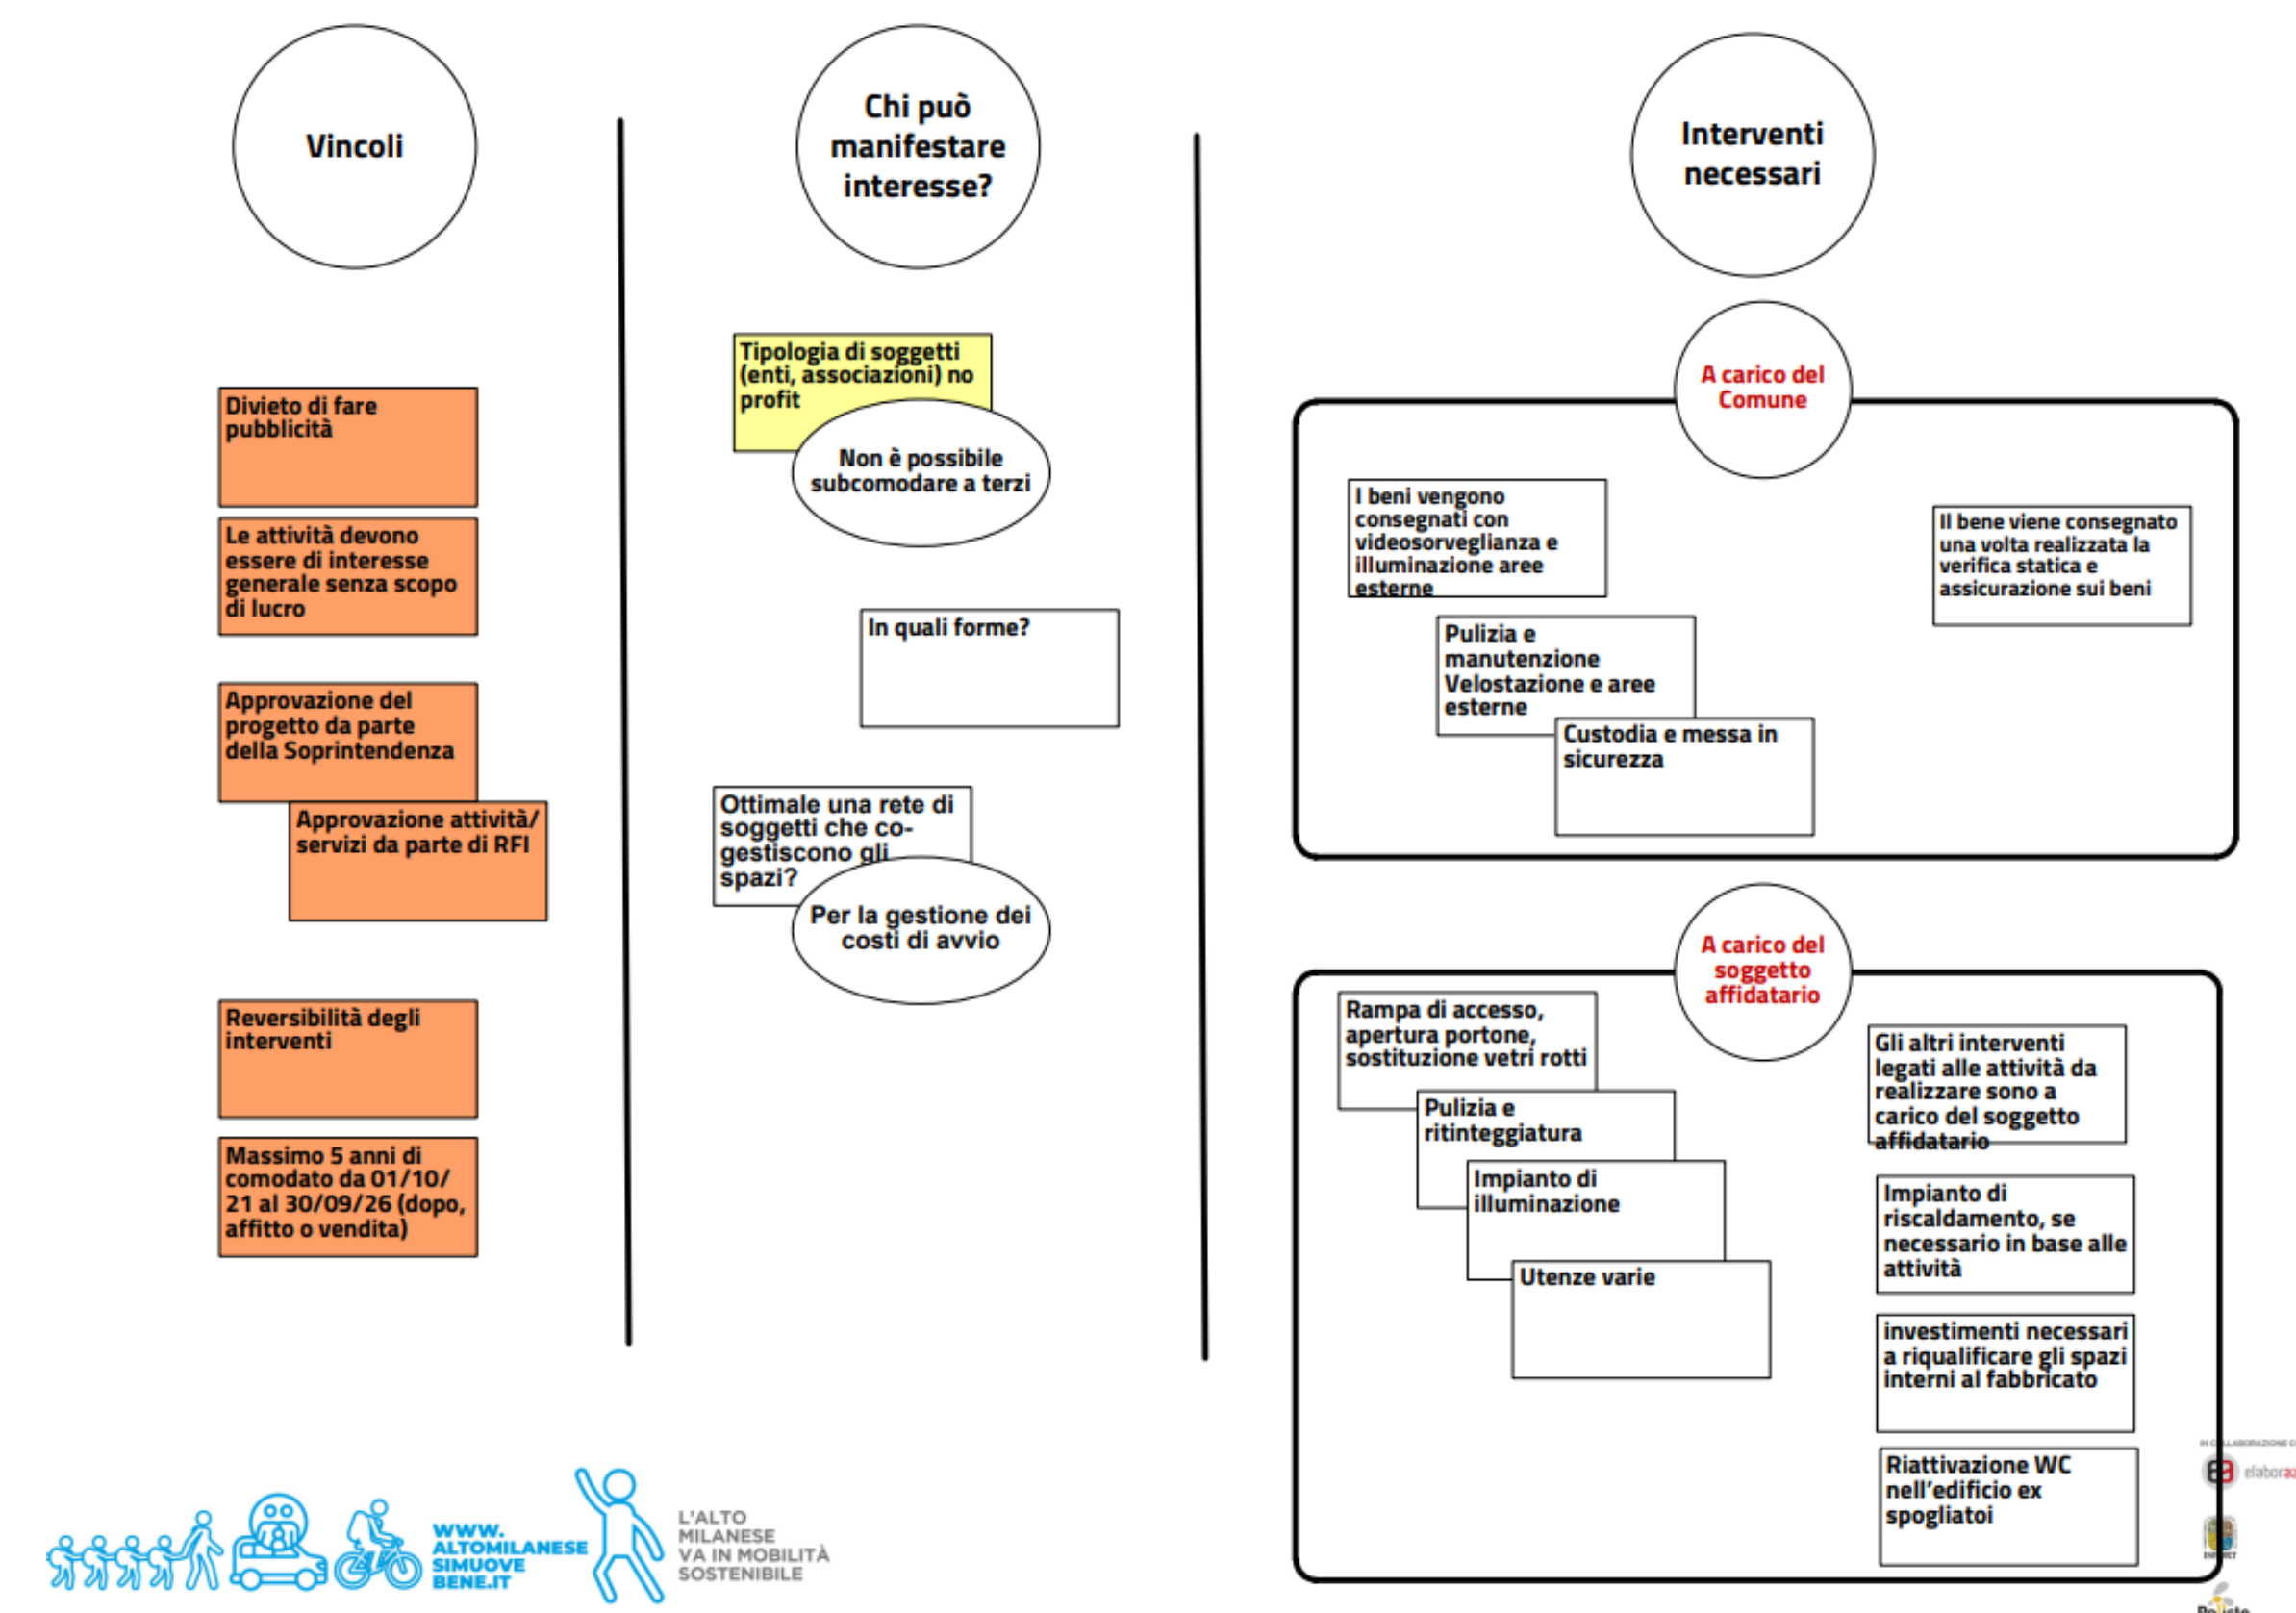 Vincoli
Divieto di fare
pubblicità
Le attività devono
essere di interesse
generale senza scopo
di lucro
Approvazione del
progetto da parte
della Soprintendenza
Approvazione attività/
servizi da parte di RFI
Reversibilità degli
interventi
Massimo 5 anni di
comodato da 01/10/
21 al 30/09/26 (dopo,
affitto o vendita)
Chi può
manifestare
interesse?
Tipologia di soggetti
(enti, associazioni) no
profit
Non è possibile
subcomodare a terzi
In quali forme?
Ottimale una rete di
soggetti che co-
gestiscono gli
spazi?
Per la gestione dei
costi di avvio
Interventi
necessari
A carico del
Comune
I beni vengono
consegnati con
videosorveglianza e
illuminazione aree
esterne
Pulizia e
manutenzione
Velostazione e aree
esterne
Custodia e messa in
sicurezza
Il bene viene consegnato
una volta realizzata la
verifica statica e
assicurazione sui beni
A carico del
soggetto
affidatario
Rampa di accesso,
apertura portone,
sostituzione vetri rotti
Pulizia e
ritinteggiatura
Impianto di
illuminazione
Utenze varie
Gli altri interventi
legati alle attività da
realizzare sono a
carico del soggetto
affidatario
Impianto di
riscaldamento, se
necessario in base alle
attività
investimenti necessari
a riqualificare gli spazi
interni al fabbricato
Riattivazione WC
nell'edificio ex
spogliatoi
WWW.
ALTOMILANESE
SIMUOVE
BENE.IT
L'ALTO
MILANESE
VA IN MOBILITÀ
SOSTENIBILE